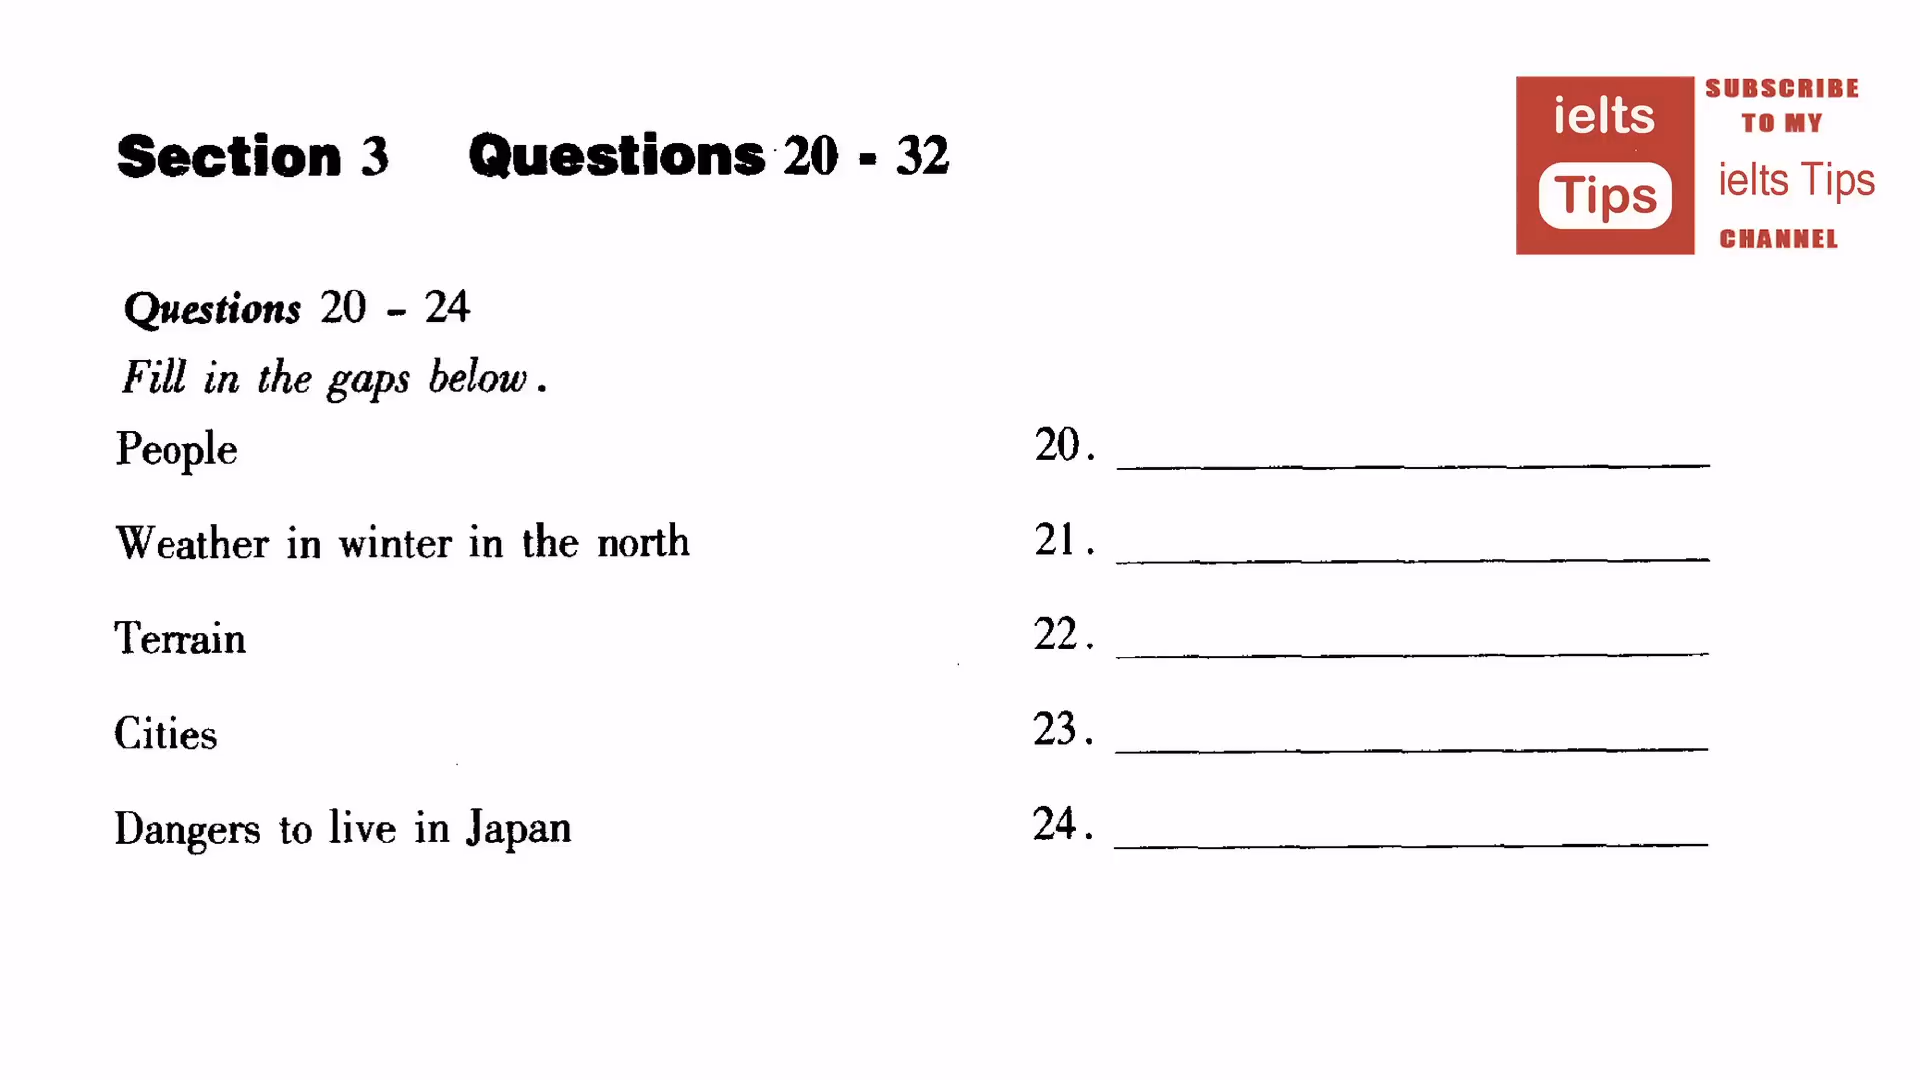 Section 3 Questions 20 - 32
ielts
Tips
SUBSCRIBE
TO MY
ielts Tips
CHANNEL
Questions 20 - 24
Fill in the gaps below.
People 20. 
Weather in winter in the north 21. 
Terrain 22. 
Cities 23. 
Dangers to live in Japan 24.